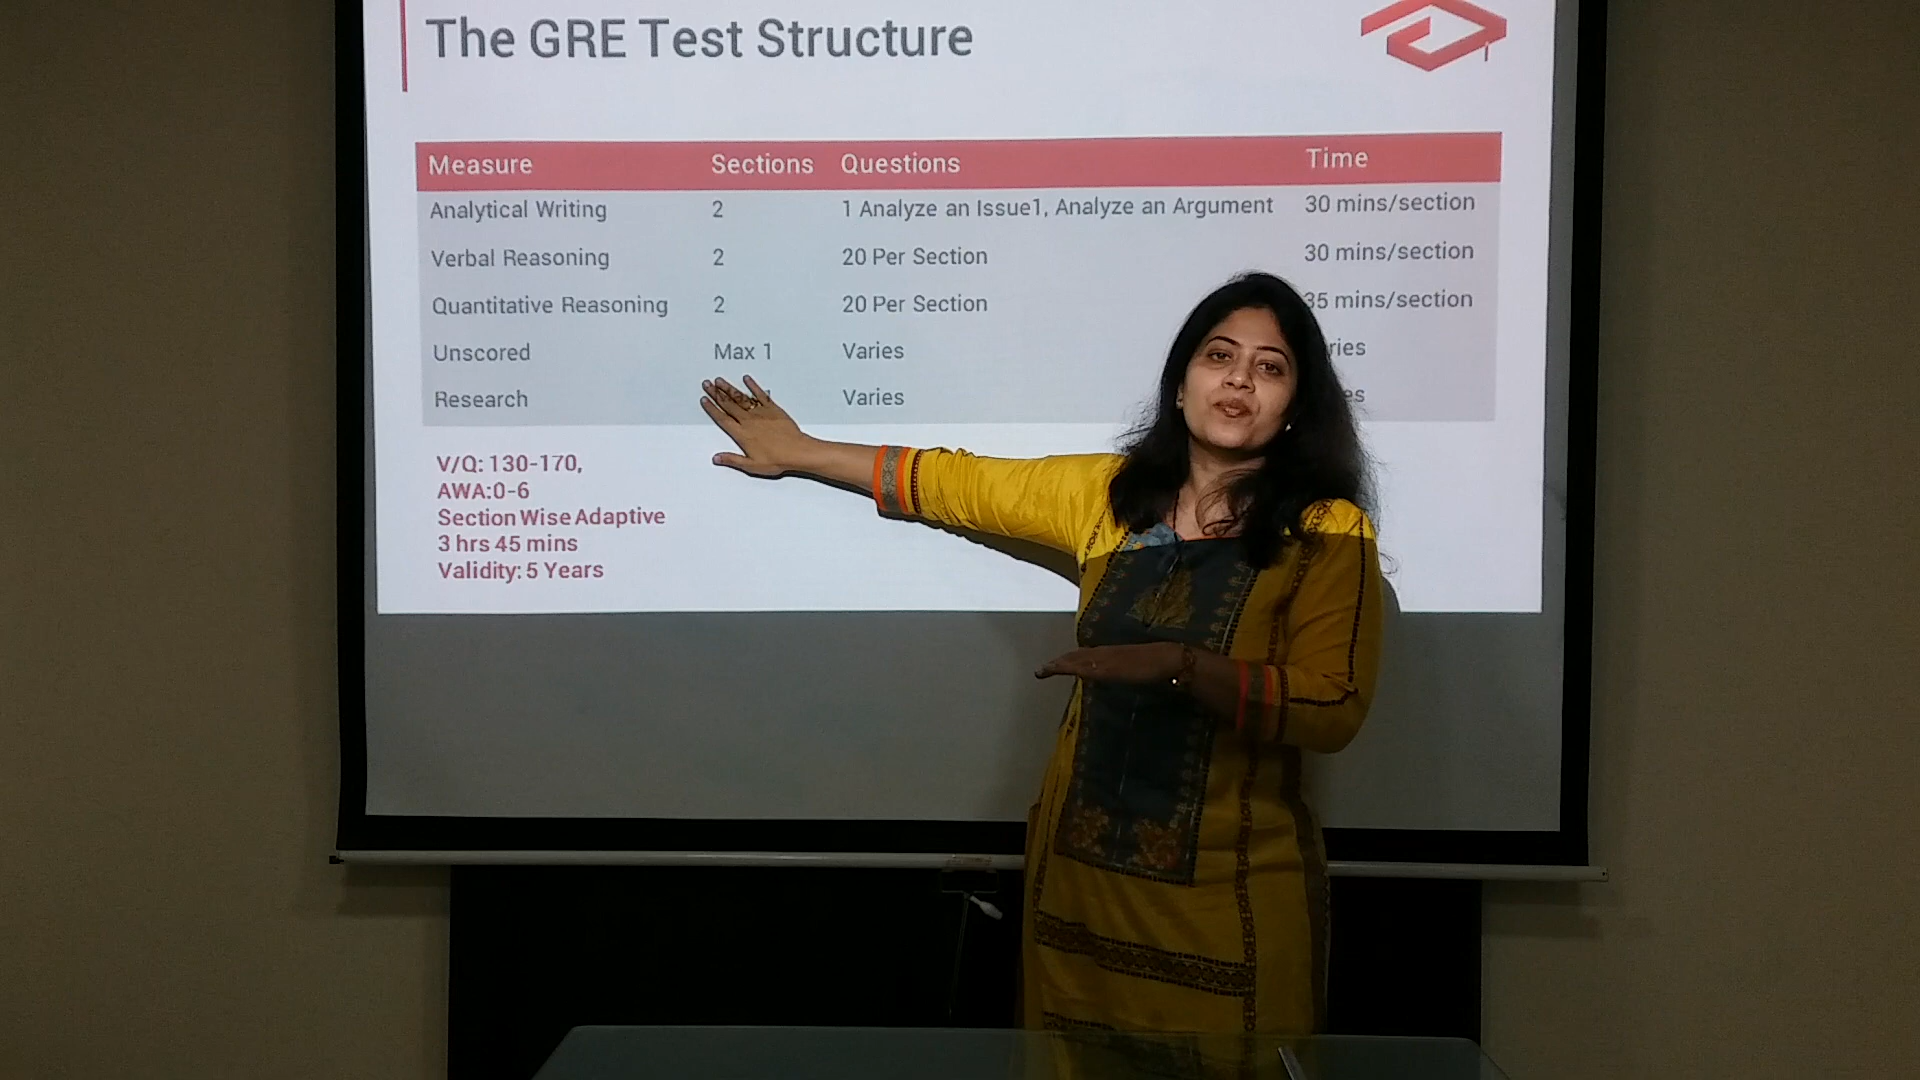 The GRE Test Structure
Measure Sections Questions Time
Analytical Writing 2 1 Analyze an Issue1, Analyze an Argument 30 mins/section
Verbal Reasoning 2 20 Per Section 30 mins/section
Quantitative Reasoning 2 20 Per Section 35 mins/section
Unscored Max 1 Varies
Research Max 1 Varies
V/Q: 130-170,
AWA:0-6
Section Wise Adaptive
3 hrs 45 mins
Validity: 5 Years